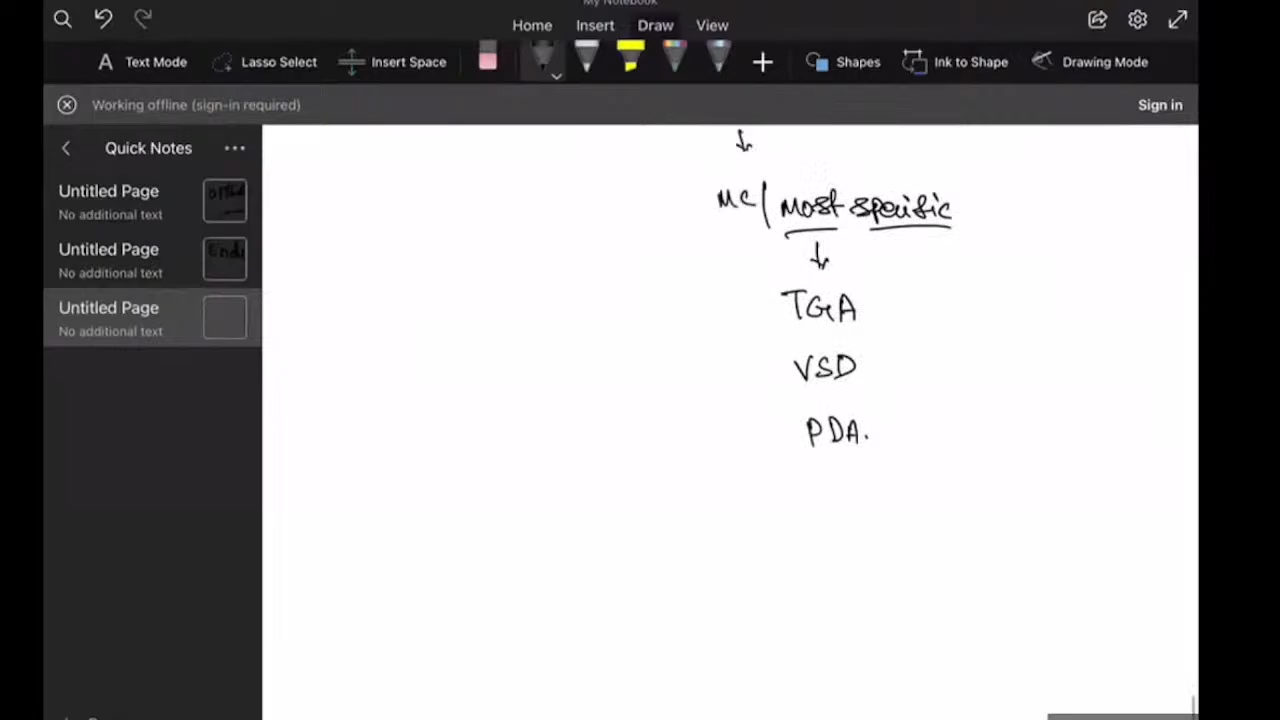 My Notebook
Home Insert Draw View
Text Mode Lasso Select Insert Space Shapes Ink to Shape Drawing Mode
Working offline (sign-in required) Sign in
Quick Notes
Untitled Page
No additional text
Untitled Page
No additional text
Untitled Page
No additional text
MC/ Most specific
TGA
VSD
PDA.